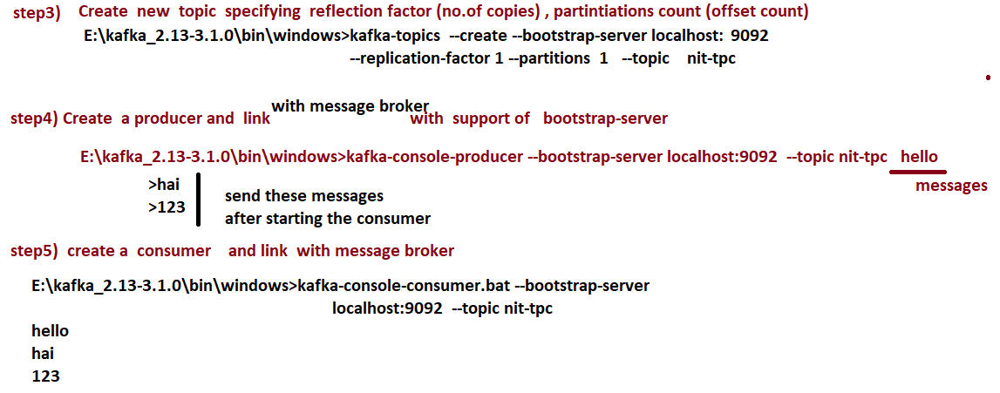 step3) Create new topic specifying reflection factor (no.of copies) , partintiations count (offset count)
E:\kafka_2.13-3.1.0\bin\windows>kafka-topics --create --bootstrap-server localhost: 9092
--replication-factor 1 --partitions 1 --topic nit-tpc
step4) Create a producer and link with message broker with support of bootstrap-server
E:\kafka_2.13-3.1.0\bin\windows>kafka-console-producer --bootstrap-server localhost:9092 --topic nit-tpc hello
messages
>hai
>123
send these messages
after starting the consumer
step5) create a consumer and link with message broker
E:\kafka_2.13-3.1.0\bin\windows>kafka-console-consumer.bat --bootstrap-server
localhost:9092 --topic nit-tpc
hello
hai
123